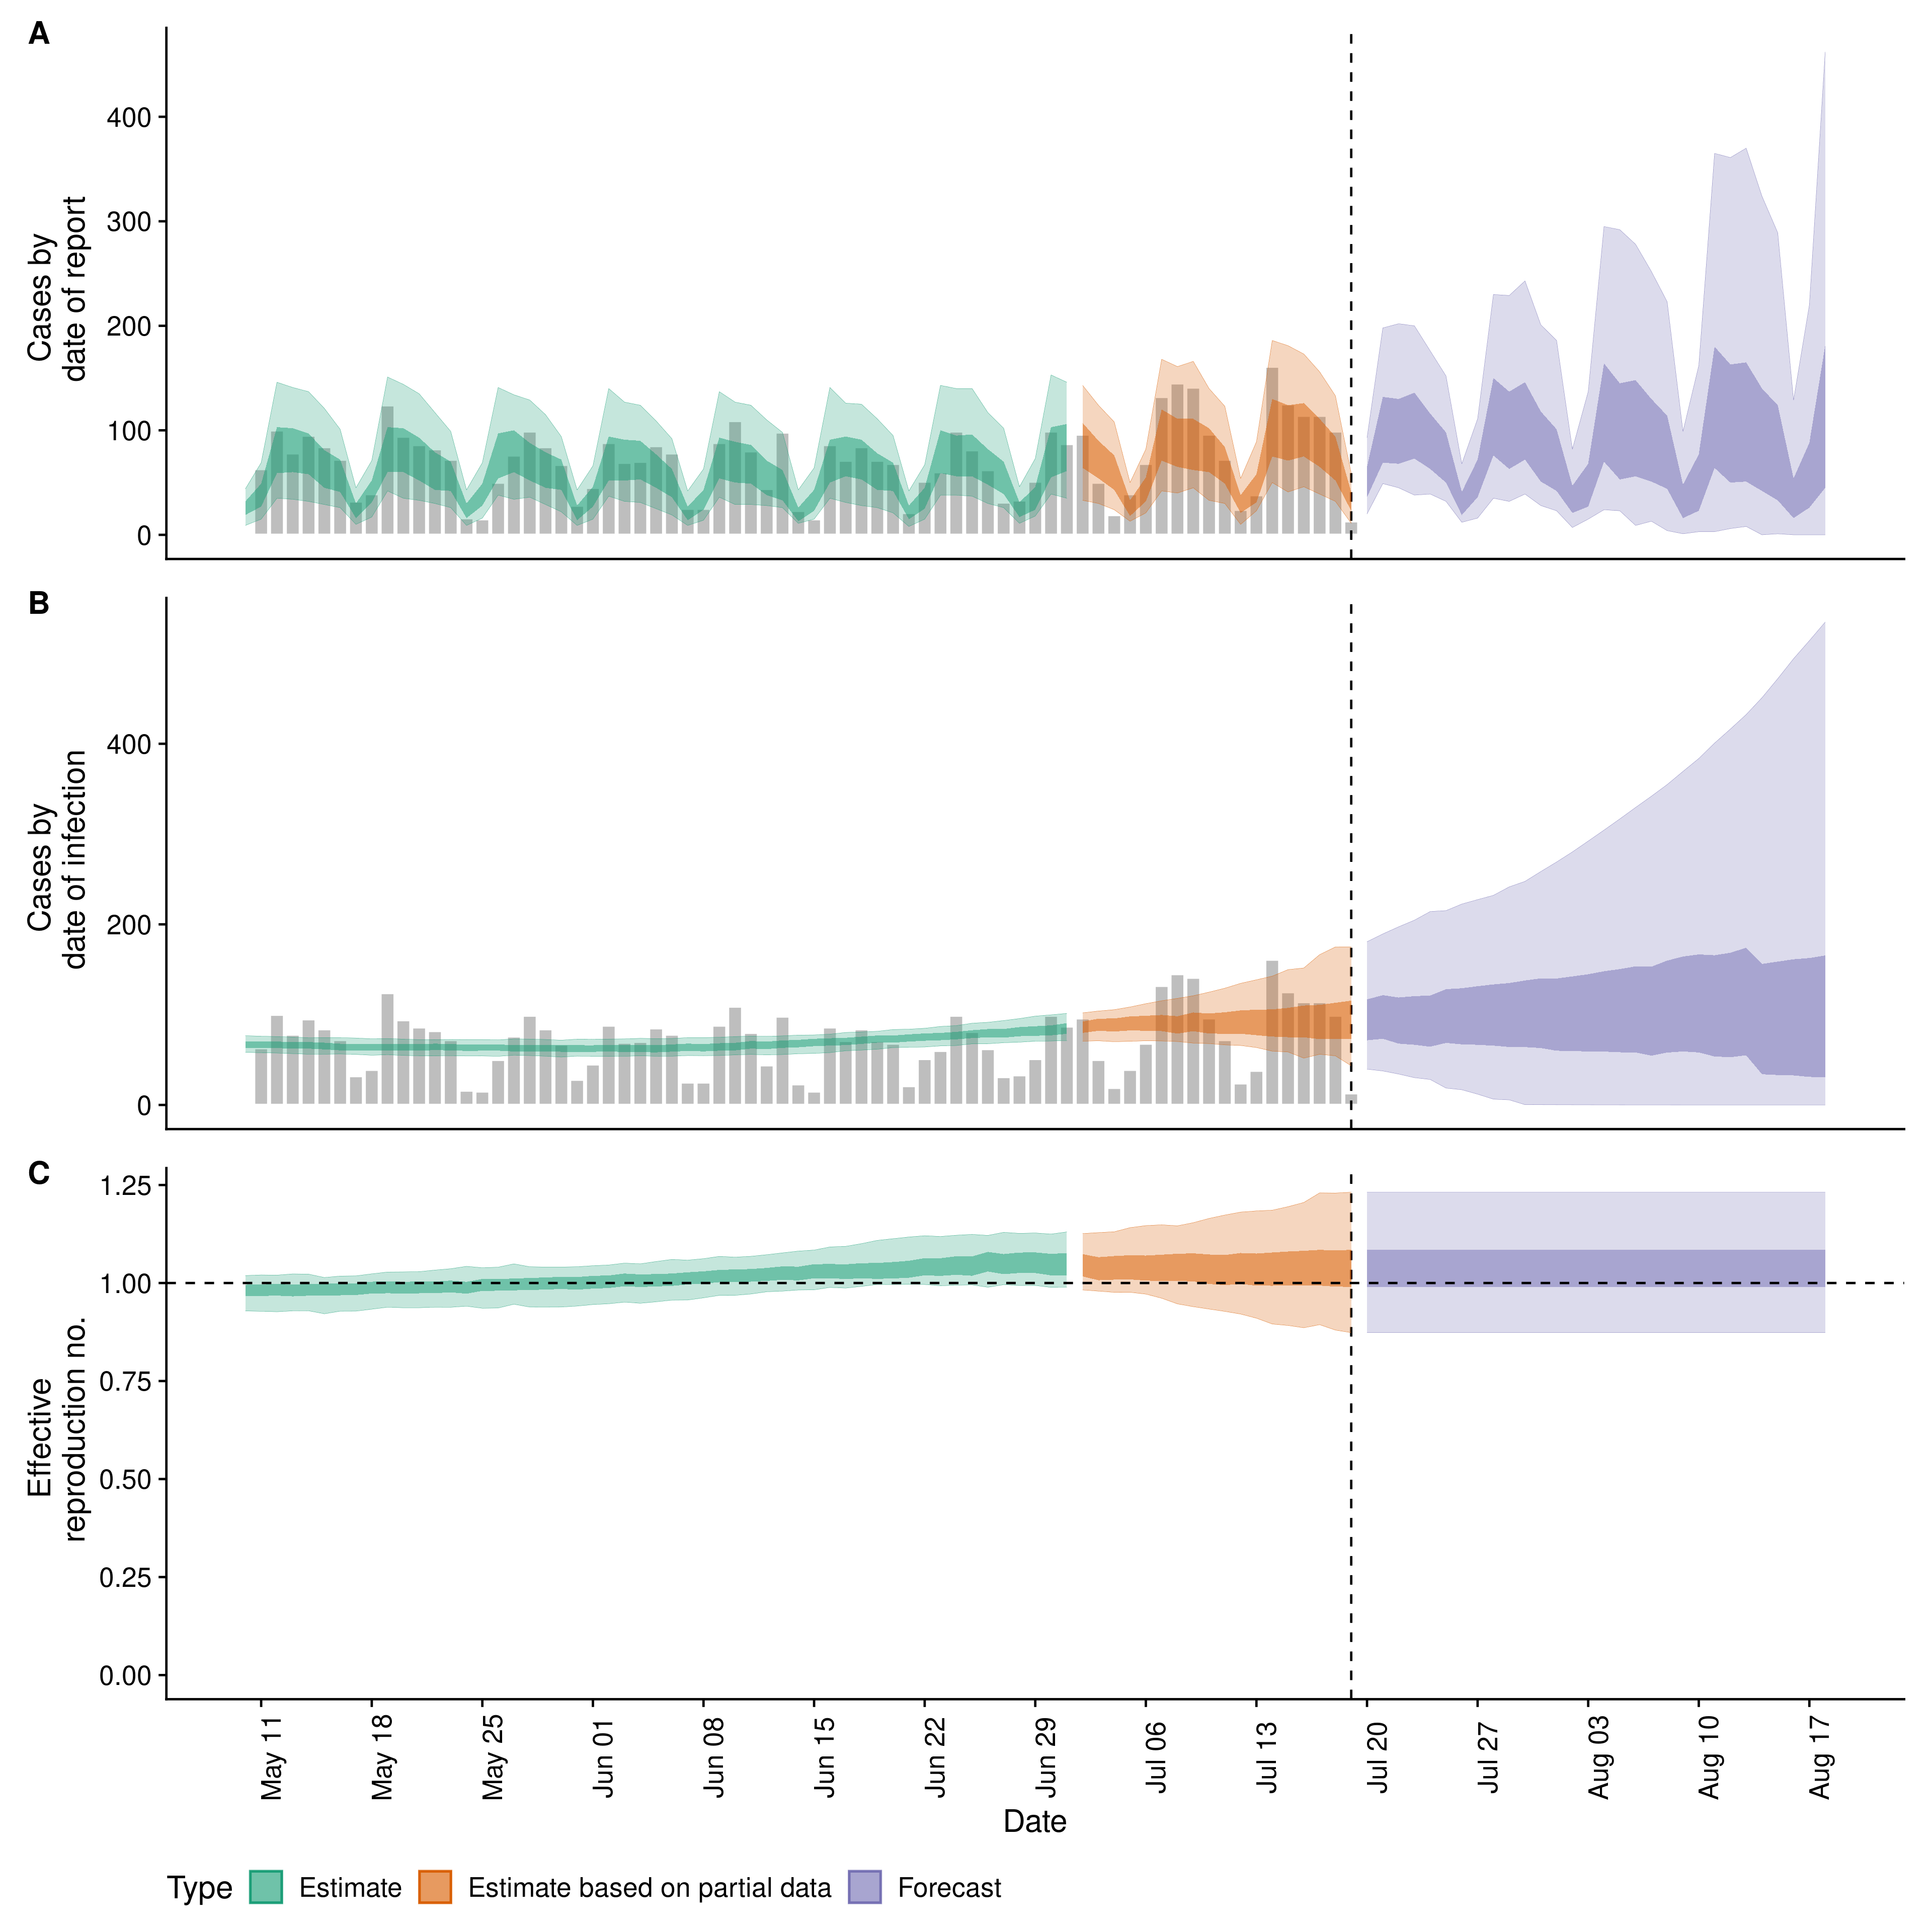 A
Cases by
date of report
400
300
200
100
0
B
Cases by
date of infection
400
200
0
C
Effective
reproduction no.
1.25
1.00
0.75
0.50
0.25
0.00
May 11
May 18
May 25
Jun 01
Jun 08
Jun 15
Jun 22
Jun 29
Jul 06
Jul 13
Jul 20
Jul 27
Aug 03
Aug 10
Aug 17
Date
Type Estimate Estimate based on partial data Forecast